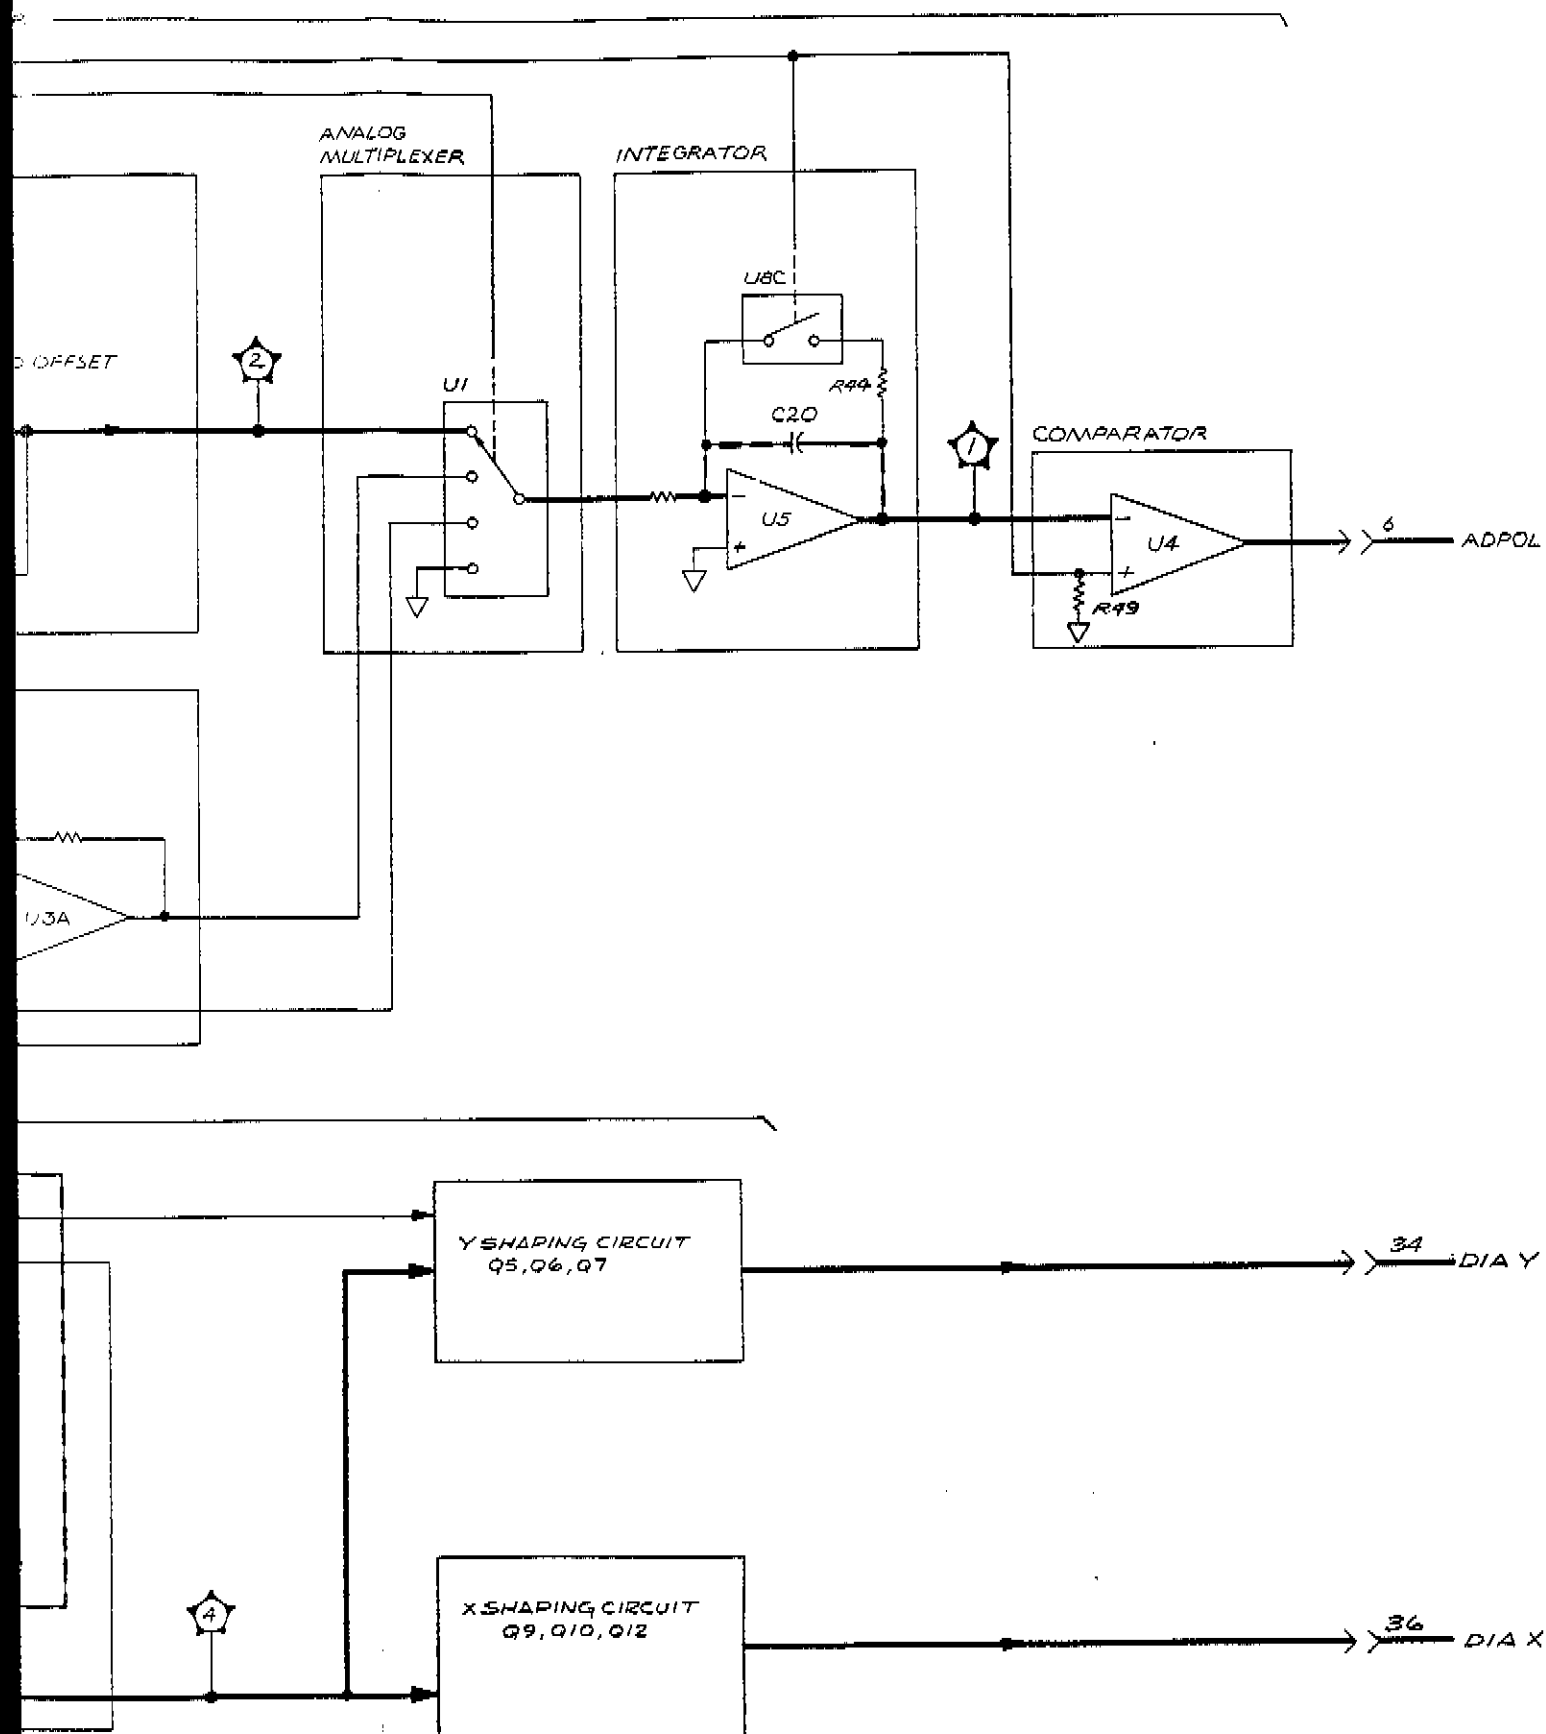 ANALOG
MULTIPLEXER
INTEGRATOR
U8C
OFFSET
2
U1
R44
C20
1
COMPARATOR
−
U5
+
−
U4
+
6
ADPOL
R49
U3A
Y SHAPING CIRCUIT
Q5, Q6, Q7
34
DIA Y
4
X SHAPING CIRCUIT
Q9, Q10, Q12
36
DIA X